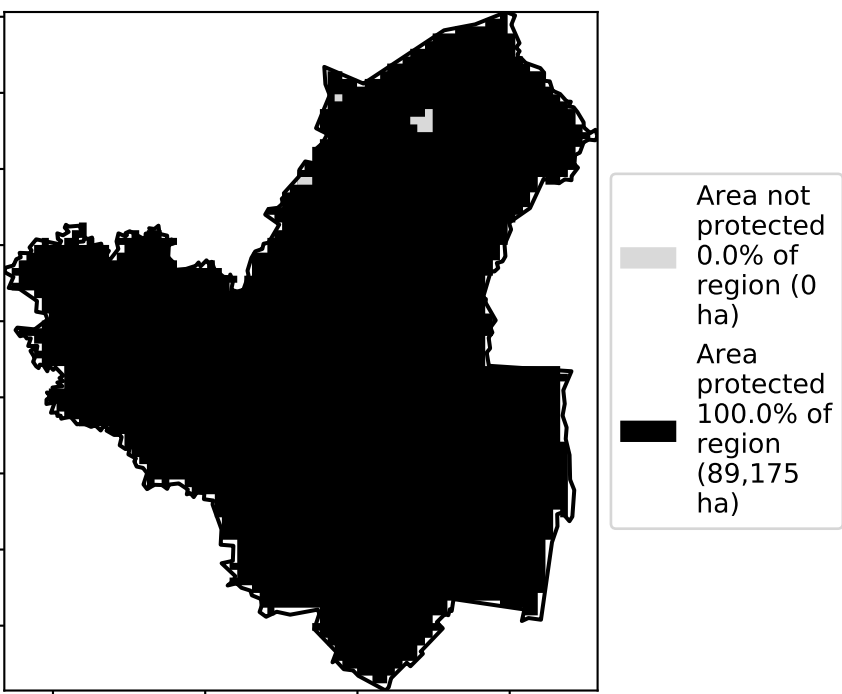 Area not
protected
0.0% of
region (0
ha)
Area
protected
100.0% of
region
(89,175
ha)